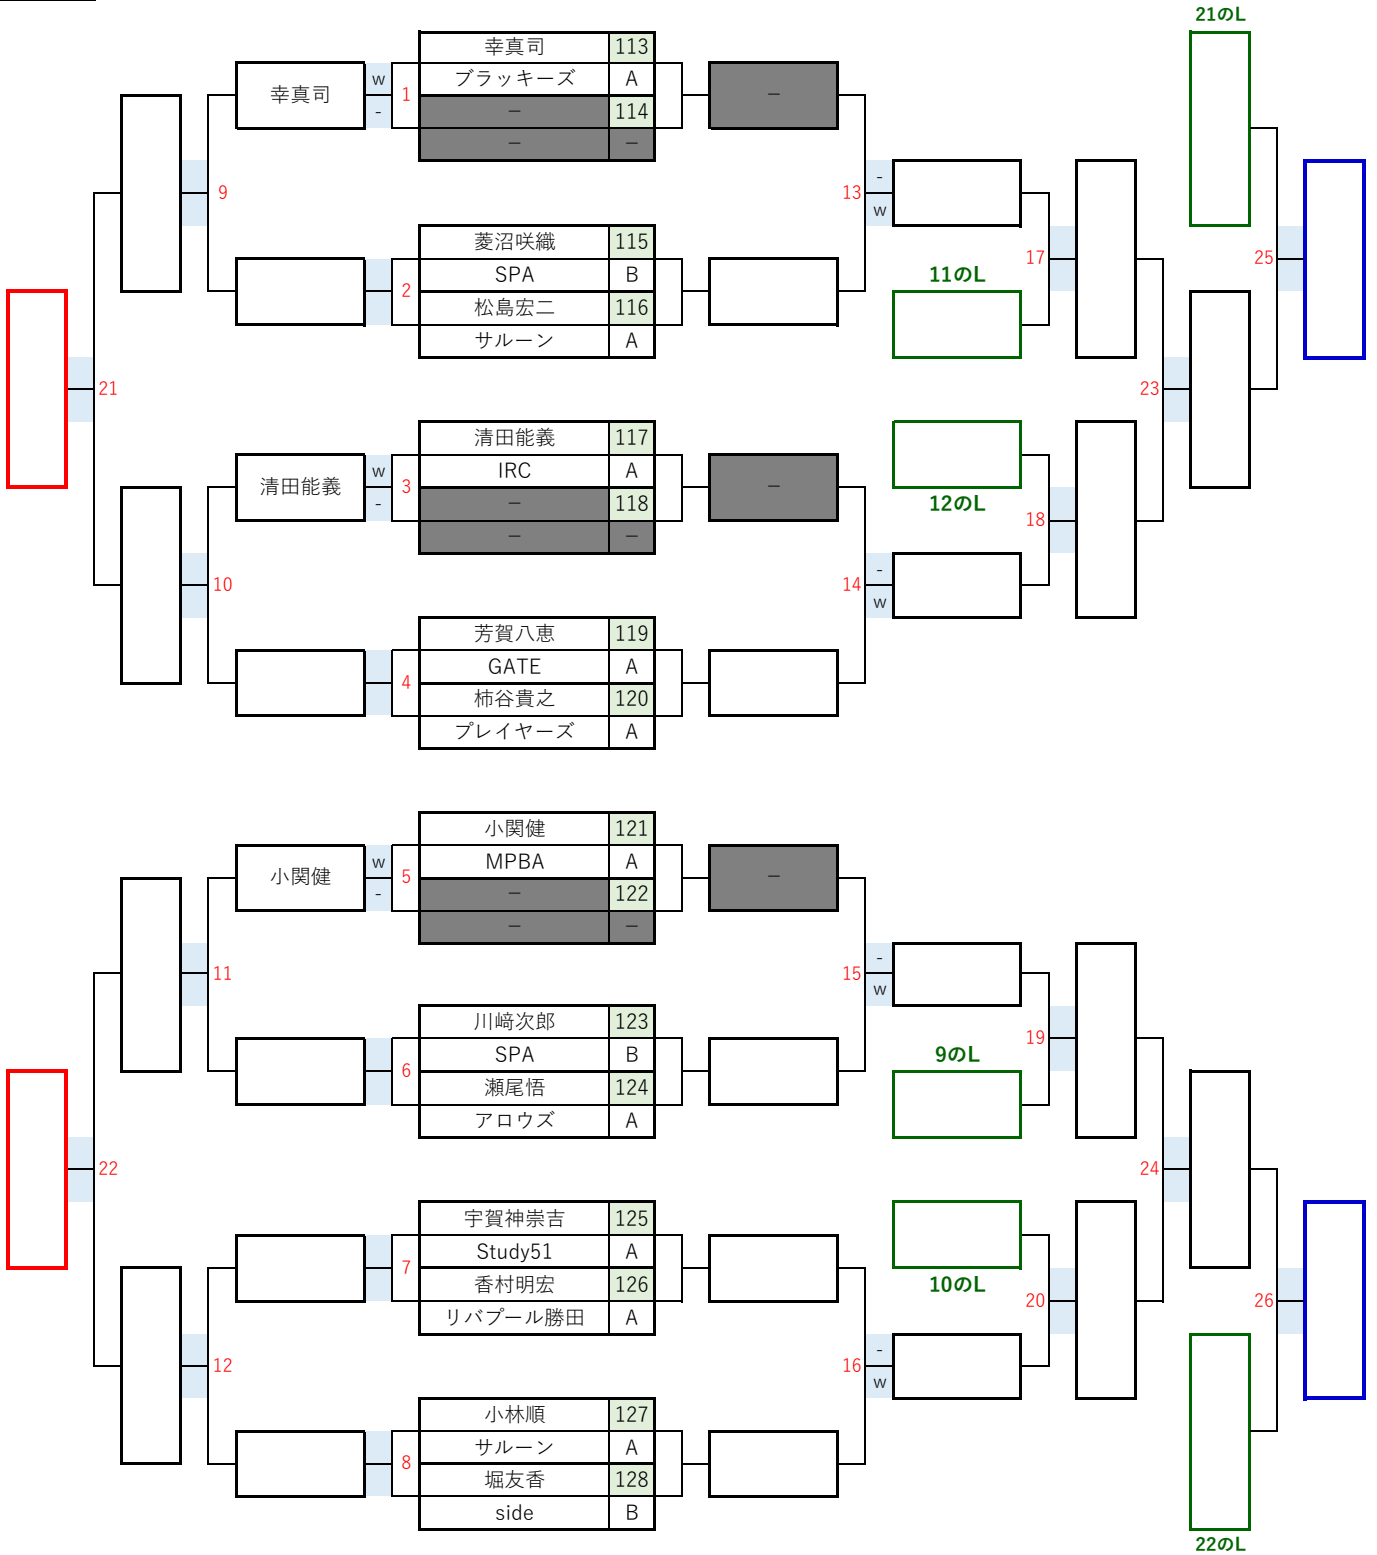 21のL
幸真司 113
幸真司 w 1 ブラッキーズ A －
- － 114
－ －
9 13 - w
菱沼咲織 115
2 SPA B
松島宏二 116
サルーン A
11のL
17 25
21 23
清田能義 117
清田能義 w 3 IRC A －
- － 118
－ －
12のL
18
10 14 - w
芳賀八恵 119
4 GATE A
柿谷貴之 120
プレイヤーズ A
小関健 121
小関健 w 5 MPBA A －
- － 122
－ －
11 15 - w
川﨑次郎 123
6 SPA B
瀬尾悟 124
アロウズ A
19
9のL
22 24
宇賀神崇吉 125
7 Study51 A
香村明宏 126
リバプール勝田 A
10のL
20 26
12 16 - w
小林順 127
8 サルーン A
堀友香 128
side B
22のL